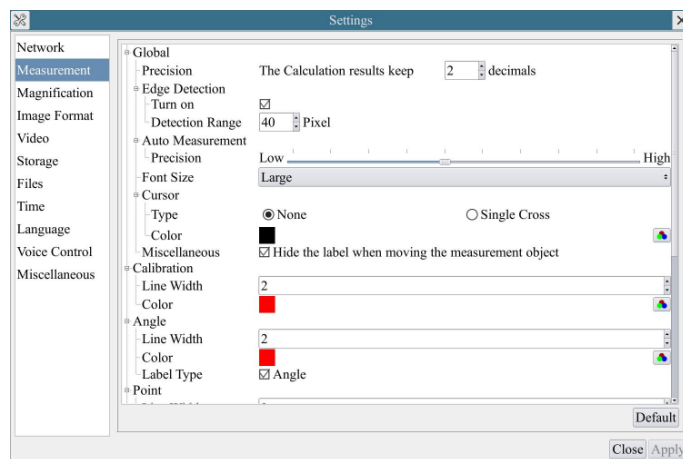 Settings
Network
Measurement
Magnification
Image Format
Video
Storage
Files
Time
Language
Voice Control
Miscellaneous
Global
Precision The Calculation results keep 2 decimals
Edge Detection
Turn on
Detection Range 40 Pixel
Auto Measurement
Precision Low High
Font Size Large
Cursor
Type None Single Cross
Color
Miscellaneous Hide the label when moving the measurement object
Calibration
Line Width 2
Color
Angle
Line Width 2
Color
Label Type Angle
Point
Default
Close Apply